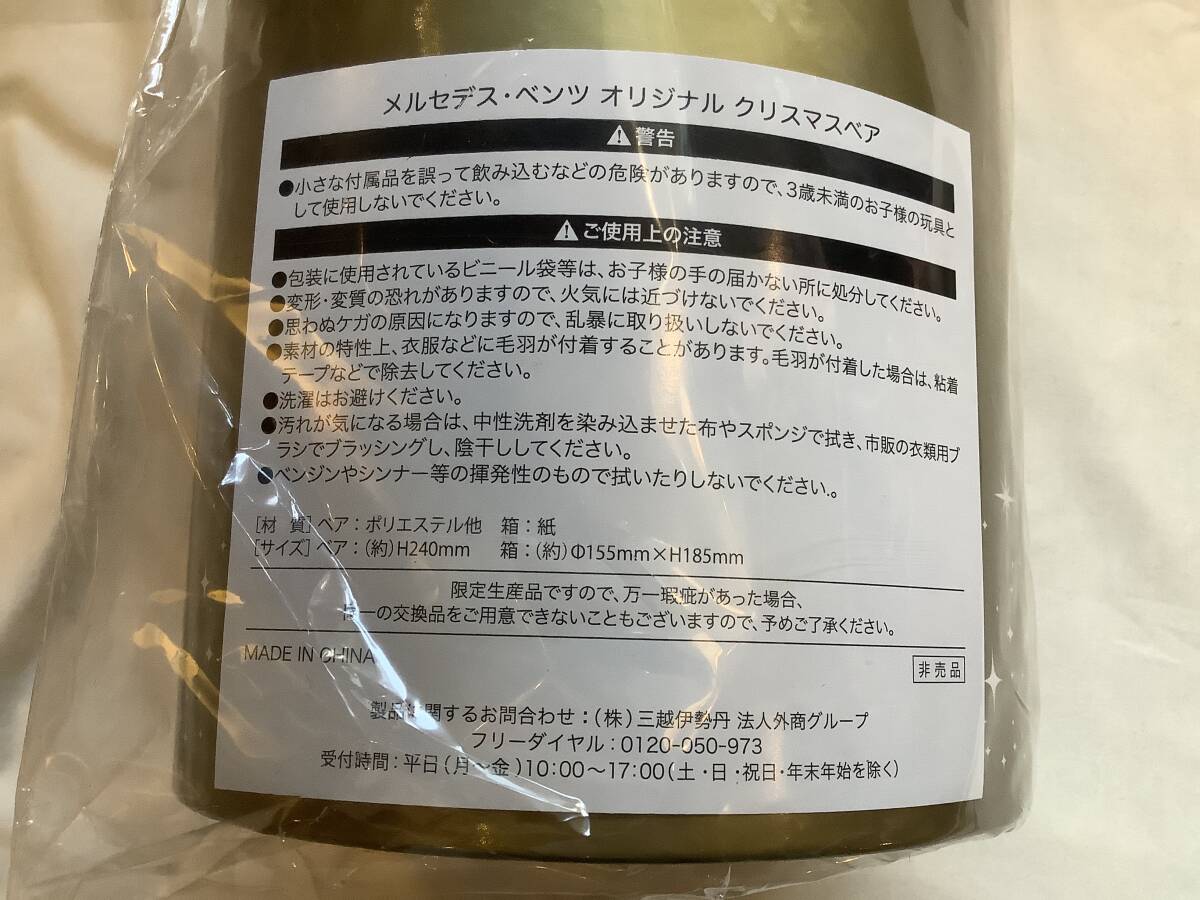 メルセデス・ベンツ オリジナル クリスマスベア
警告
●小さな付属品を誤って飲み込むなどの危険がありますので、3歳未満のお子様の玩具と
して使用しないでください。
ご使用上の注意
●包装に使用されているビニール袋等は、お子様の手の届かない所に処分してください。
●変形・変質の恐れがありますので、火気には近づけないでください。
●思わぬケガの原因になりますので、乱暴に取り扱いしないでください。
●素材の特性上、衣服などに毛羽が付着することがあります。毛羽が付着した場合は、粘着
テープなどで除去してください。
●洗濯はお避けください。
●汚れが気になる場合は、中性洗剤を染み込ませた布やスポンジで拭き、市販の衣類用ブ
ラシでブラッシングし、陰干ししてください。
●ベンジンやシンナー等の揮発性のもので拭いたりしないでください。
[材 質] ベア：ポリエステル他 箱：紙
[サイズ] ベア：(約)H240mm 箱：(約)Φ155mm×H185mm
限定生産品ですので、万一瑕疵があった場合、
同一の交換品をご用意できないこともございますので、予めご了承ください。
MADE IN CHINA
非売品
製品に関するお問合わせ：(株)三越伊勢丹 法人外商グループ
フリーダイヤル：0120-050-973
受付時間：平日(月～金)10:00～17:00(土・日・祝日・年末年始を除く)